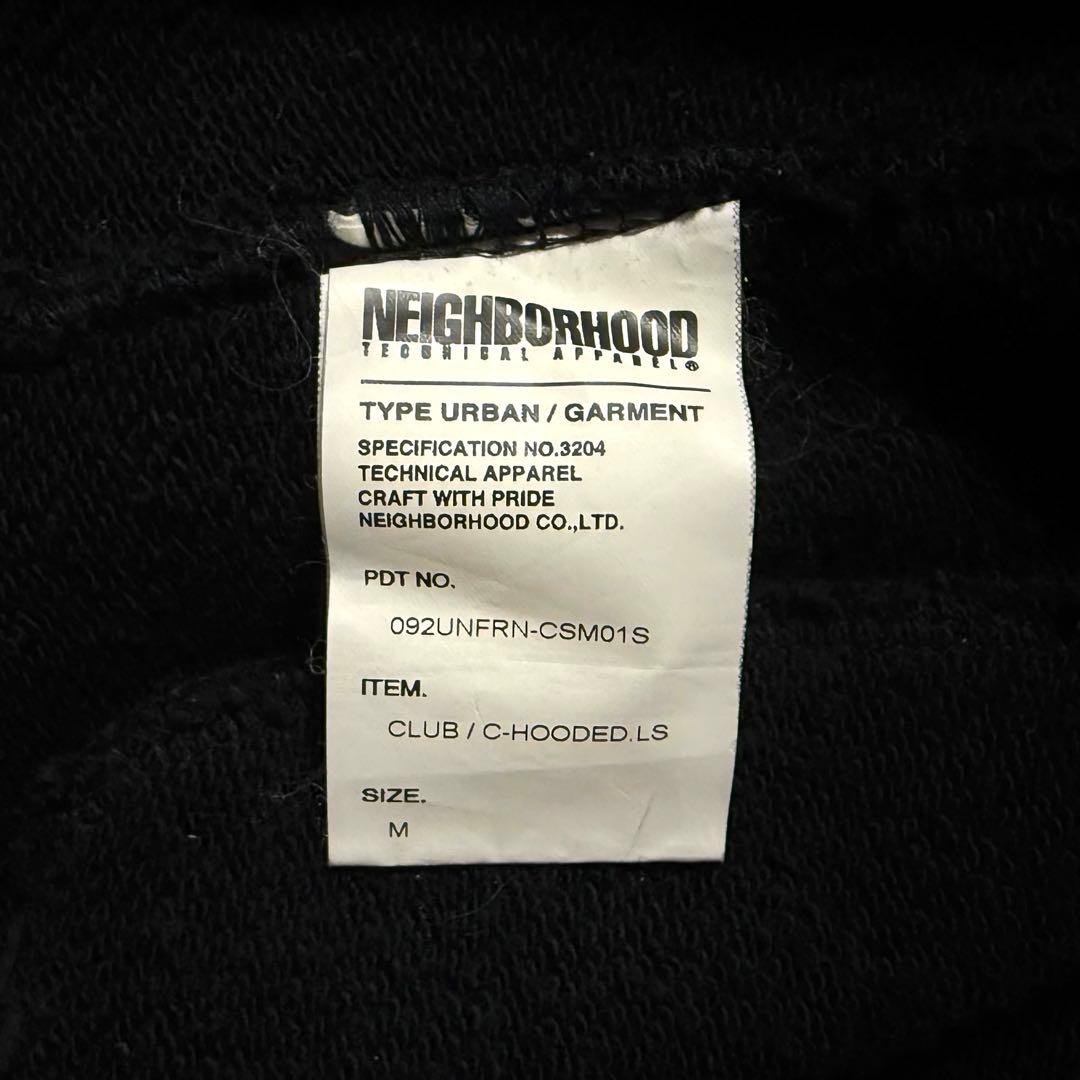 NEIGHBORHOOD
TECHNICAL APPAREL®
TYPE URBAN / GARMENT
SPECIFICATION NO.3204
TECHNICAL APPAREL
CRAFT WITH PRIDE
NEIGHBORHOOD CO.,LTD.
PDT NO.
092UNFRN-CSM01S
ITEM.
CLUB / C-HOODED.LS
SIZE.
M